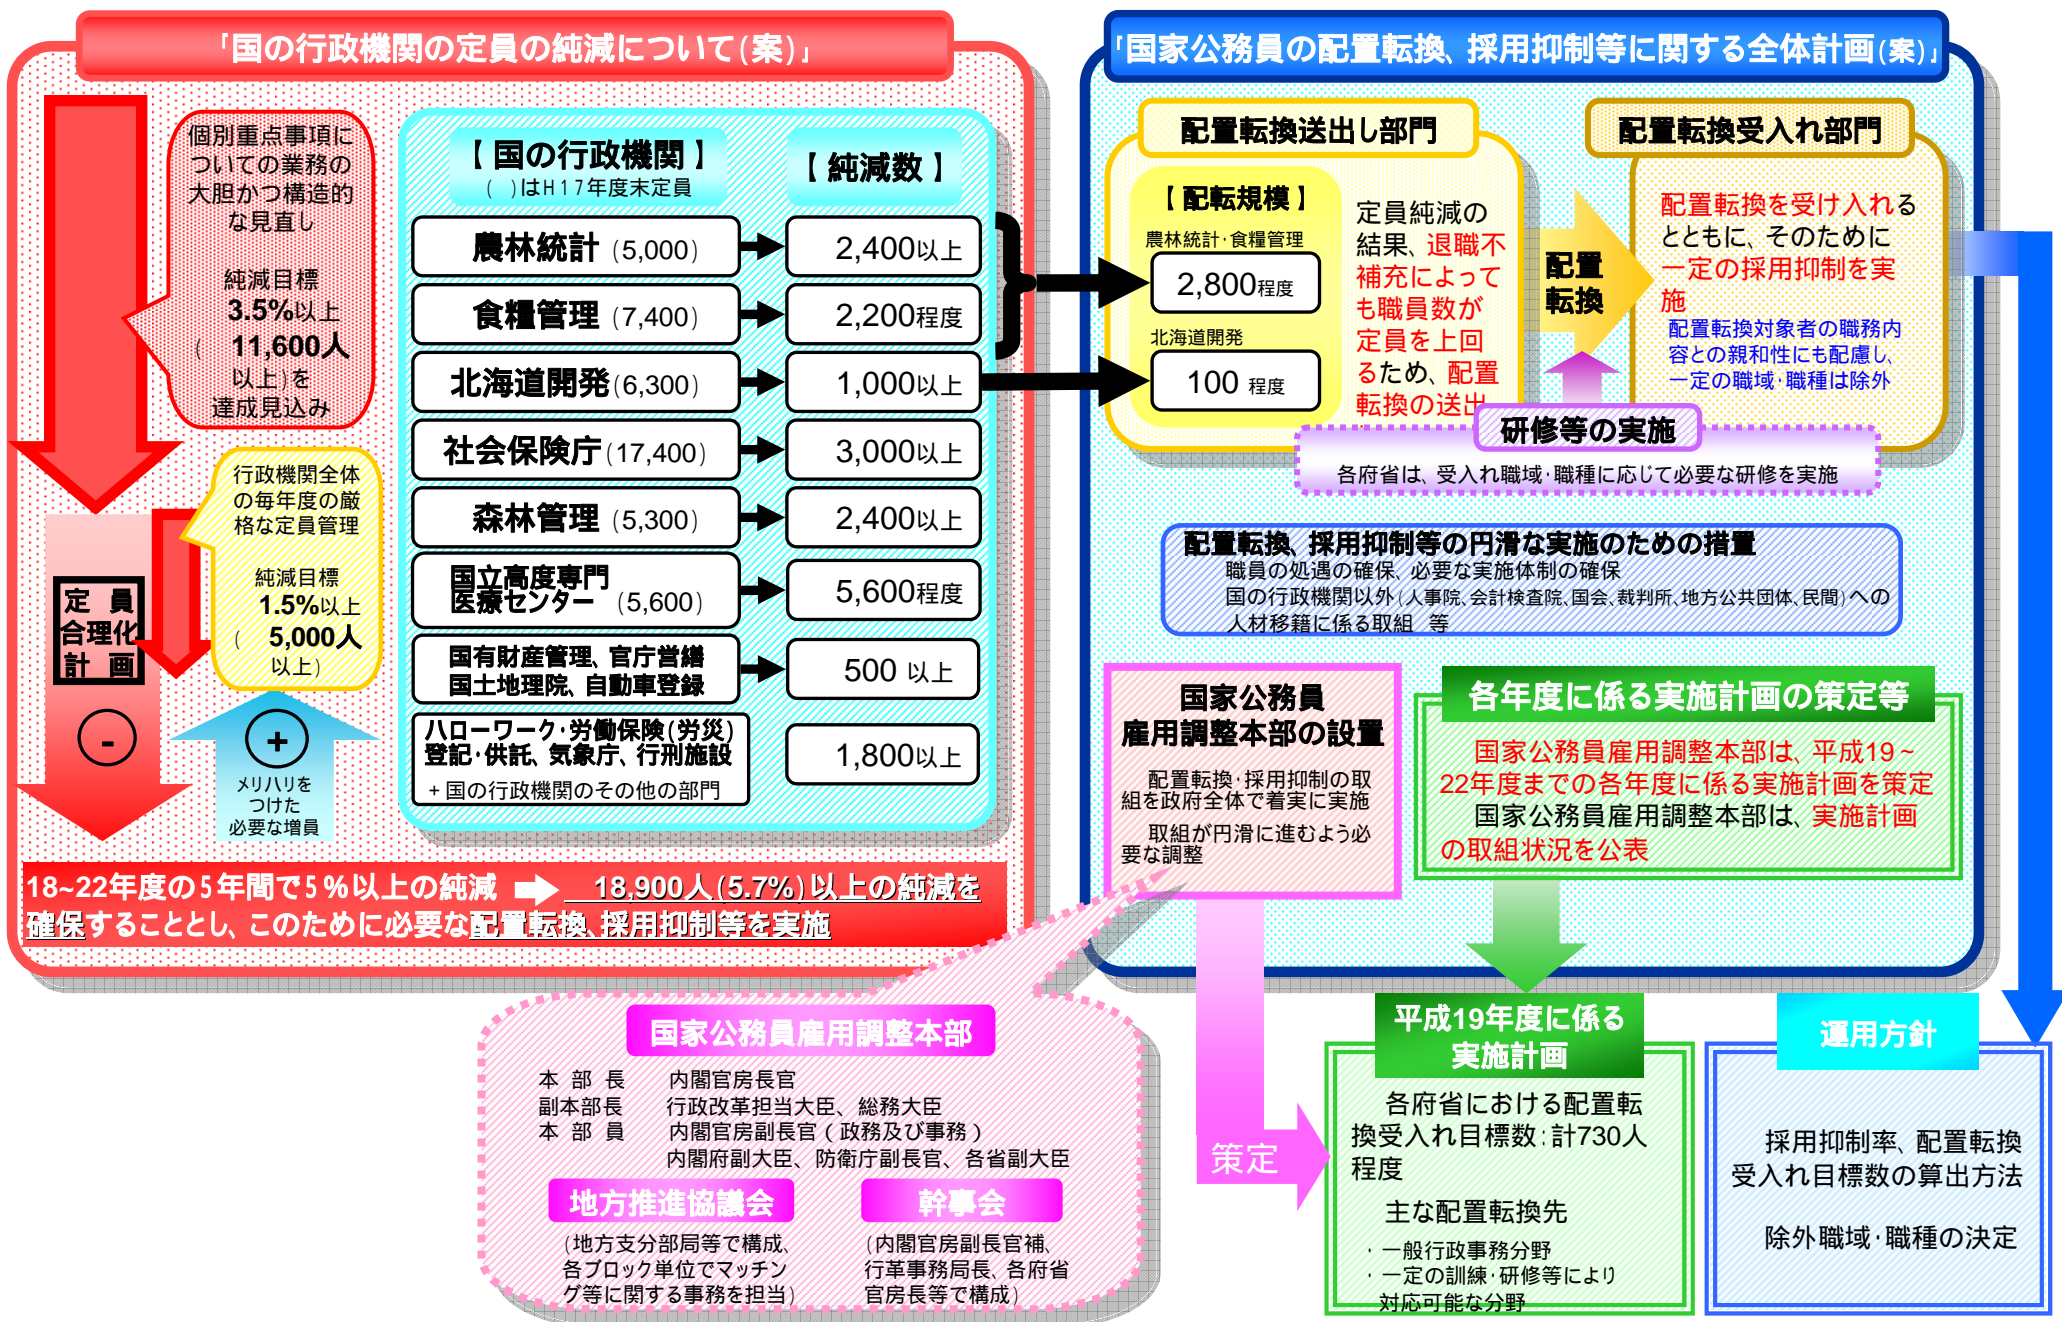 「国の行政機関の定員の純減について(案)」
個別重点事項に
ついての業務の
大胆かつ構造的
な見直し
純減目標
3.5%以上
( 11,600人
以上)を
達成見込み
行政機関全体
の毎年度の厳
格な定員管理
純減目標
1.5%以上
( 5,000人
以上)
定 員
合理化
計 画
-
+
メリハリを
つけた
必要な増員
【 国の行政機関 】
( )はH17年度末定員
【 純減数 】
農林統計 (5,000)
2,400以上
食糧管理 (7,400)
2,200程度
北海道開発(6,300)
1,000以上
社会保険庁(17,400)
3,000以上
森林管理 (5,300)
2,400以上
国立高度専門
医療センター (5,600)
5,600程度
国有財産管理、官庁営繕
国土地理院、自動車登録
500 以上
ハローワーク・労働保険(労災)
登記・供託、気象庁、行刑施設
+国の行政機関のその他の部門
1,800以上
18~22年度の5年間で5%以上の純減 18,900人(5.7%)以上の純減を
確保することとし、このために必要な配置転換、採用抑制等を実施
「国家公務員の配置転換、採用抑制等に関する全体計画(案)」
配置転換送出し部門
【 配転規模 】
農林統計・食糧管理
2,800程度
北海道開発
100 程度
定員純減の
結果、退職不
補充によって
も職員数が
定員を上回
るため、配置
転換の送出
配置
転換
配置転換受入れ部門
配置転換を受け入れる
とともに、そのために
一定の採用抑制を実
施
配置転換対象者の職務内
容との親和性にも配慮し、
一定の職域・職種は除外
研修等の実施
各府省は、受入れ職域・職種に応じて必要な研修を実施
配置転換、採用抑制等の円滑な実施のための措置
職員の処遇の確保、必要な実施体制の確保
国の行政機関以外(人事院、会計検査院、国会、裁判所、地方公共団体、民間)への
人材移籍に係る取組 等
国家公務員
雇用調整本部の設置
配置転換・採用抑制の取
組を政府全体で着実に実施
取組が円滑に進むよう必
要な調整
各年度に係る実施計画の策定等
国家公務員雇用調整本部は、平成19~
22年度までの各年度に係る実施計画を策定
国家公務員雇用調整本部は、実施計画
の取組状況を公表
国家公務員雇用調整本部
本 部 長 内閣官房長官
副本部長 行政改革担当大臣、総務大臣
本 部 員 内閣官房副長官(政務及び事務)
内閣府副大臣、防衛庁副長官、各省副大臣
地方推進協議会
(地方支分部局等で構成、
各ブロック単位でマッチン
グ等に関する事務を担当)
幹事会
(内閣官房副長官補、
行革事務局長、各府省
官房長等で構成)
策定
平成19年度に係る
実施計画
各府省における配置転
換受入れ目標数:計730人
程度
主な配置転換先
・一般行政事務分野
・一定の訓練・研修等により
対応可能な分野
運用方針
採用抑制率、配置転換
受入れ目標数の算出方法
除外職域・職種の決定